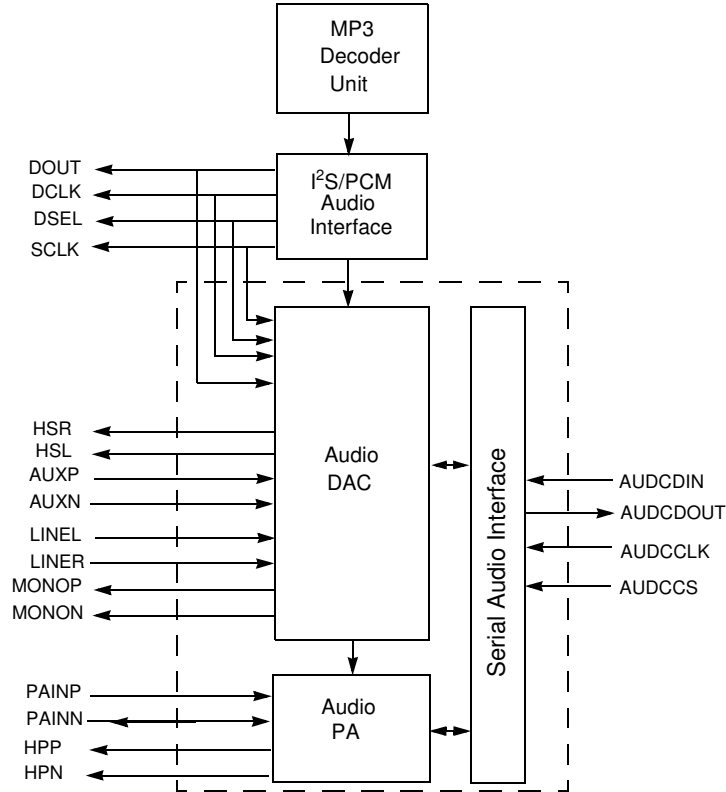 MP3
Decoder
Unit
I²S/PCM
Audio
Interface
DOUT
DCLK
DSEL
SCLK
HSR
HSL
AUXP
AUXN
LINEL
LINER
MONOP
MONON
Audio
DAC
Serial Audio Interface
AUDCDIN
AUDCDOUT
AUDCCLK
AUDCCS
PAINP
PAINN
HPP
HPN
Audio
PA